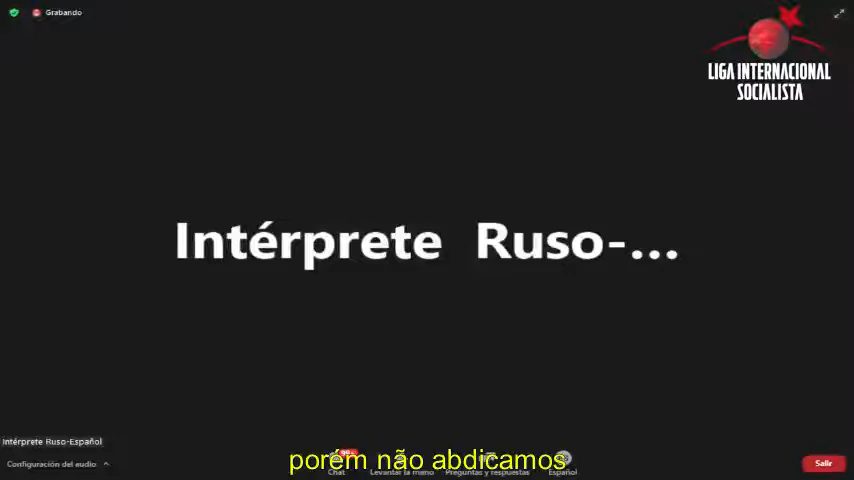 Grabando
LIGA INTERNACIONAL
SOCIALISTA
Intérprete Ruso-...
Intérprete Ruso-Español
Configuración del audio
99+
Chat
Levantar la mano
Preguntas y respuestas
Español
Salir
porém não abdicamos